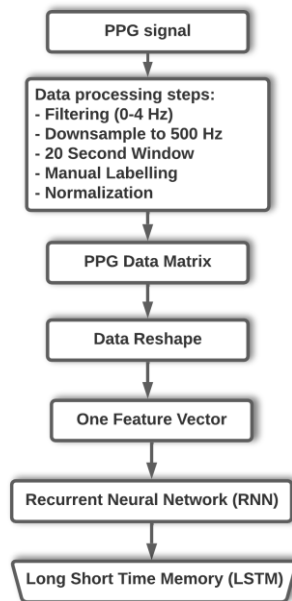 PPG signal
Data processing steps:
- Filtering (0-4 Hz)
- Downsample to 500 Hz
- 20 Second Window
- Manual Labelling
- Normalization
PPG Data Matrix
Data Reshape
One Feature Vector
Recurrent Neural Network (RNN)
Long Short Time Memory (LSTM)